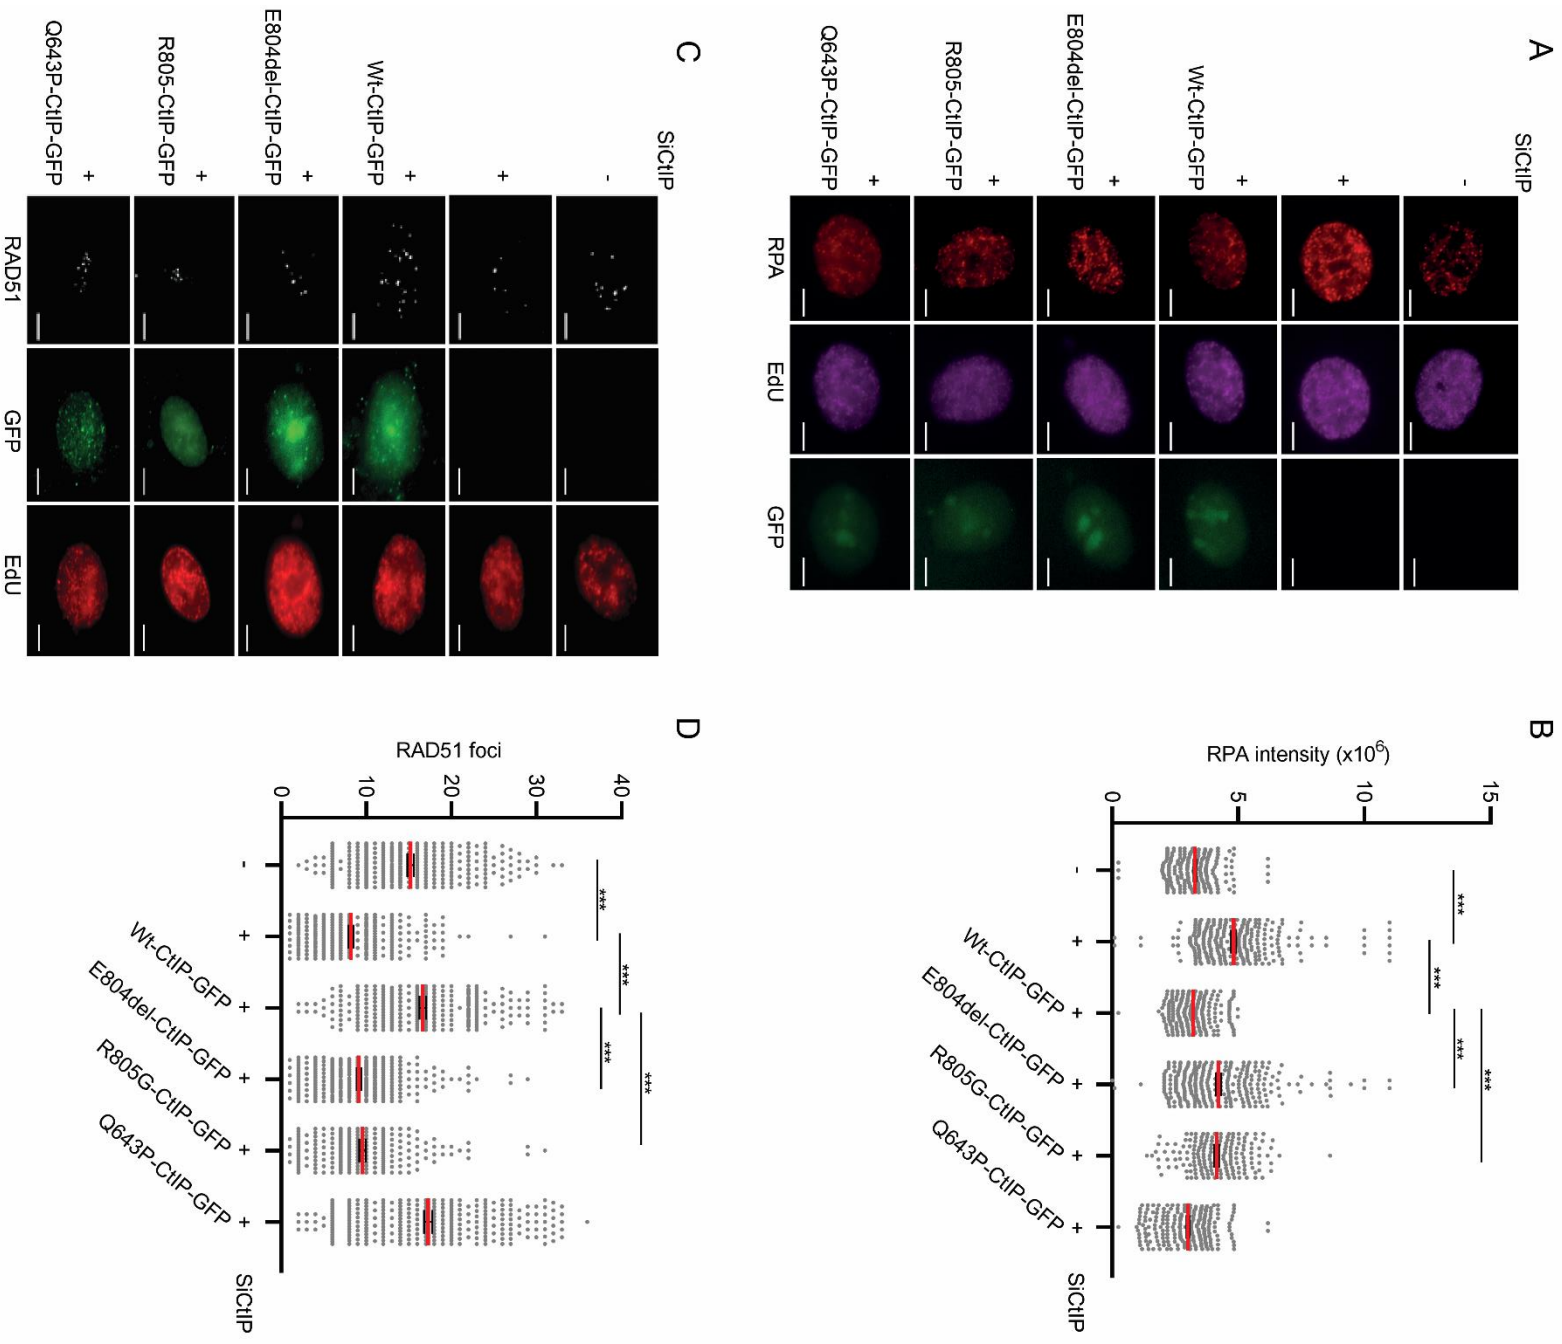 A
SiCtIP
-
+
Wt-CtIP-GFP +
E804del-CtIP-GFP +
R805-CtIP-GFP +
Q643P-CtIP-GFP +
RPA
EdU
GFP
B
RPA intensity (x10⁶)
15
10
5
0
***
***
***
***
- + + + + + SiCtIP
Wt-CtIP-GFP
E804del-CtIP-GFP
R805G-CtIP-GFP
Q643P-CtIP-GFP
C
SiCtIP
-
+
Wt-CtIP-GFP +
E804del-CtIP-GFP +
R805-CtIP-GFP +
Q643P-CtIP-GFP +
RAD51
GFP
EdU
D
RAD51 foci
40
30
20
10
0
***
***
***
***
- + + + + + SiCtIP
Wt-CtIP-GFP
E804del-CtIP-GFP
R805G-CtIP-GFP
Q643P-CtIP-GFP